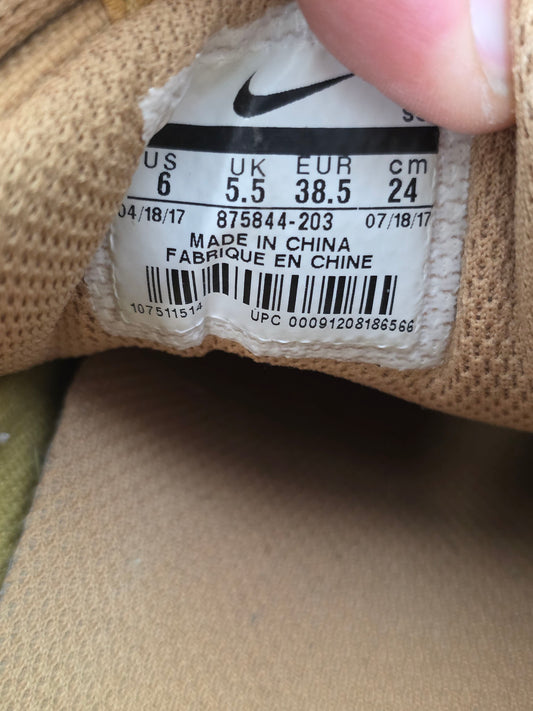 US UK EUR cm
6 5.5 38.5 24
04/18/17 875844-203 07/18/17
MADE IN CHINA
FABRIQUE EN CHINE
107511514
UPC 00091208186566